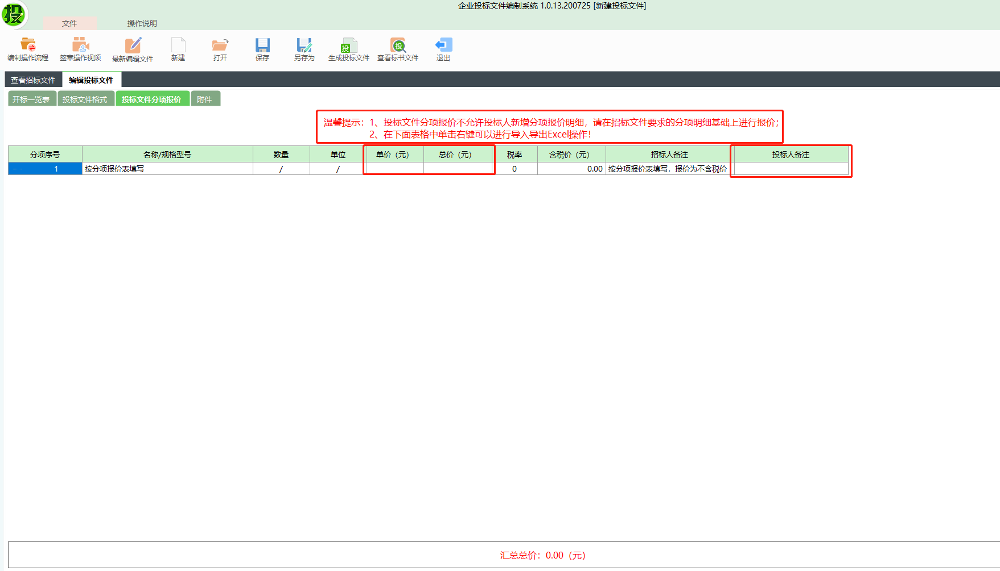 企业投标文件编制系统 1.0.13.200725 [新建投标文件]
投
文件 操作说明
编制操作流程 签章操作视频 最新编辑文件 新建 打开 保存 另存为 投 生成投标文件 投 查看标书文件 退出
查看招标文件 编辑投标文件
开标一览表 投标文件格式 投标文件分项报价 附件
温馨提示：1、投标文件分项报价不允许投标人新增分项报价明细，请在招标文件要求的分项明细基础上进行报价；
2、在下面表格中单击右键可以进行导入导出Excel操作！
分项序号 名称/规格型号 数量 单位 单价（元） 总价（元） 税率 含税价（元） 招标人备注 投标人备注
1 按分项报价表填写 / / 0 0.00 按分项报价表填写，报价为不含税价
汇总总价：0.00（元）